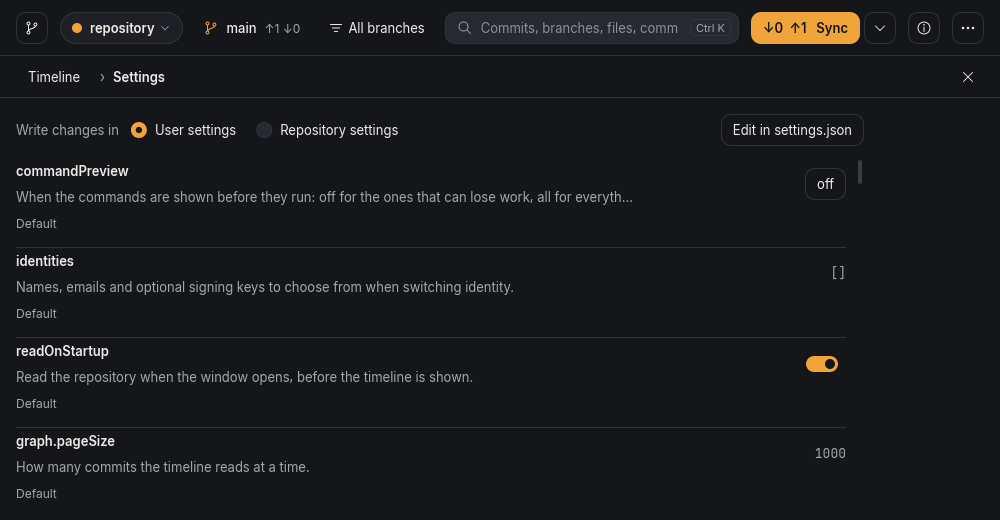 repository
main ↑1 ↓0
All branches
Commits, branches, files, comm
Ctrl K
↓0 ↑1 Sync
Timeline › Settings
Write changes in
User settings
Repository settings
Edit in settings.json
commandPreview
When the commands are shown before they run: off for the ones that can lose work, all for everyth...
off
Default
identities
Names, emails and optional signing keys to choose from when switching identity.
[]
Default
readOnStartup
Read the repository when the window opens, before the timeline is shown.
Default
graph.pageSize
How many commits the timeline reads at a time.
1000
Default